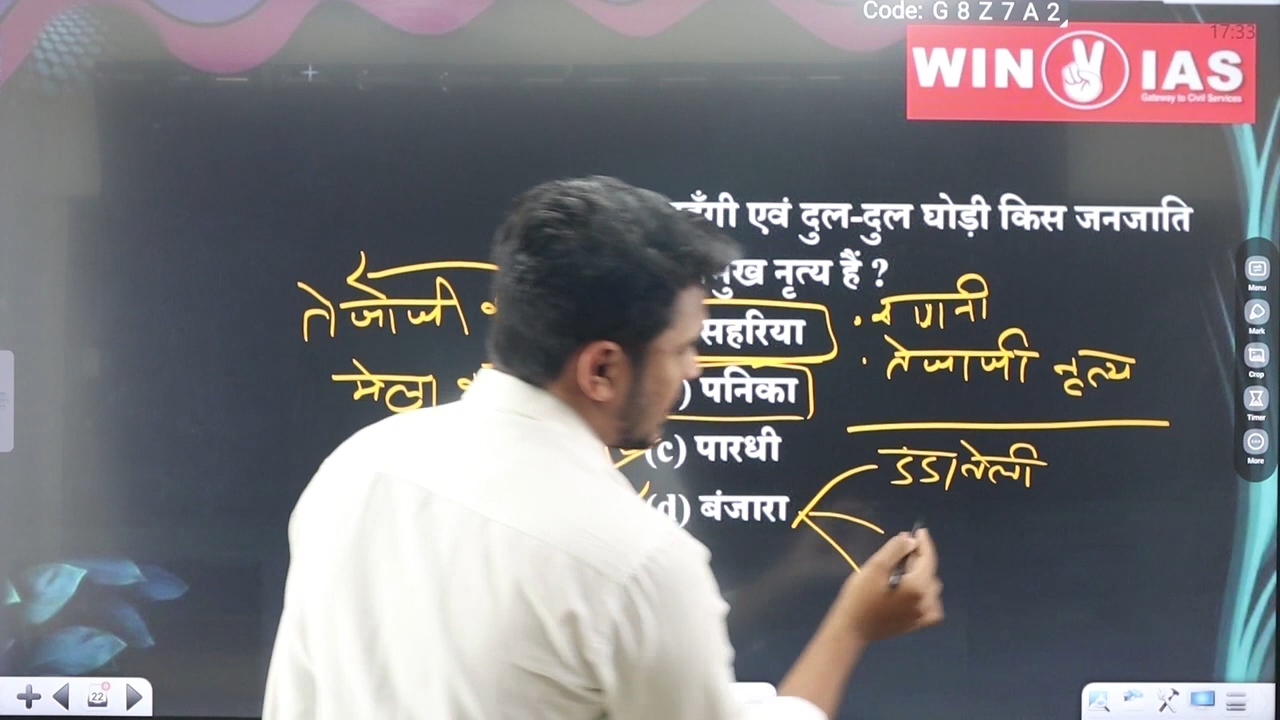 Code: G 8 Z 7 A 2
17:33
WIN IAS
Gateway to Civil Services
एवं दुल-दुल घोड़ी किस जनजाति
नृत्य हैं ?
तेजाजी
सहरिया
तेजाजी नृत्य
मेला
पनिका
(c) पारधी
(d) बंजारा
Menu
Mark
Crop
Timer
More
22